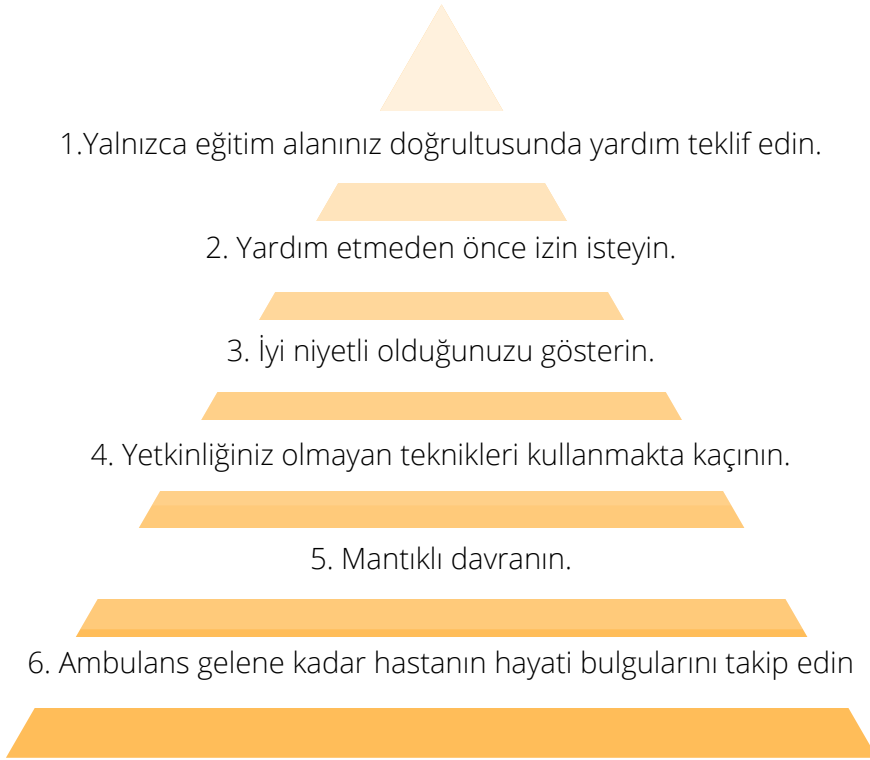 1.Yalnızca eğitim alanınız doğrultusunda yardım teklif edin.
2. Yardım etmeden önce izin isteyin.
3. İyi niyetli olduğunuzu gösterin.
4. Yetkinliğiniz olmayan teknikleri kullanmakta kaçının.
5. Mantıklı davranın.
6. Ambulans gelene kadar hastanın hayati bulgularını takip edin